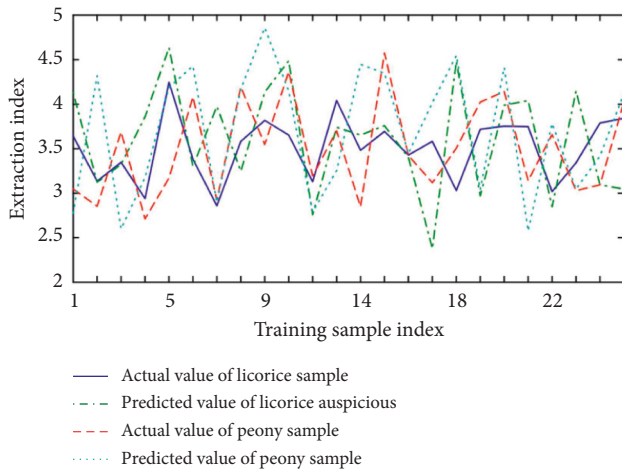 5
4.5
4
3.5
3
2.5
2
Extraction index
1 5 9 14 18 22
Training sample index
Actual value of licorice sample
Predicted value of licorice auspicious
Actual value of peony sample
Predicted value of peony sample